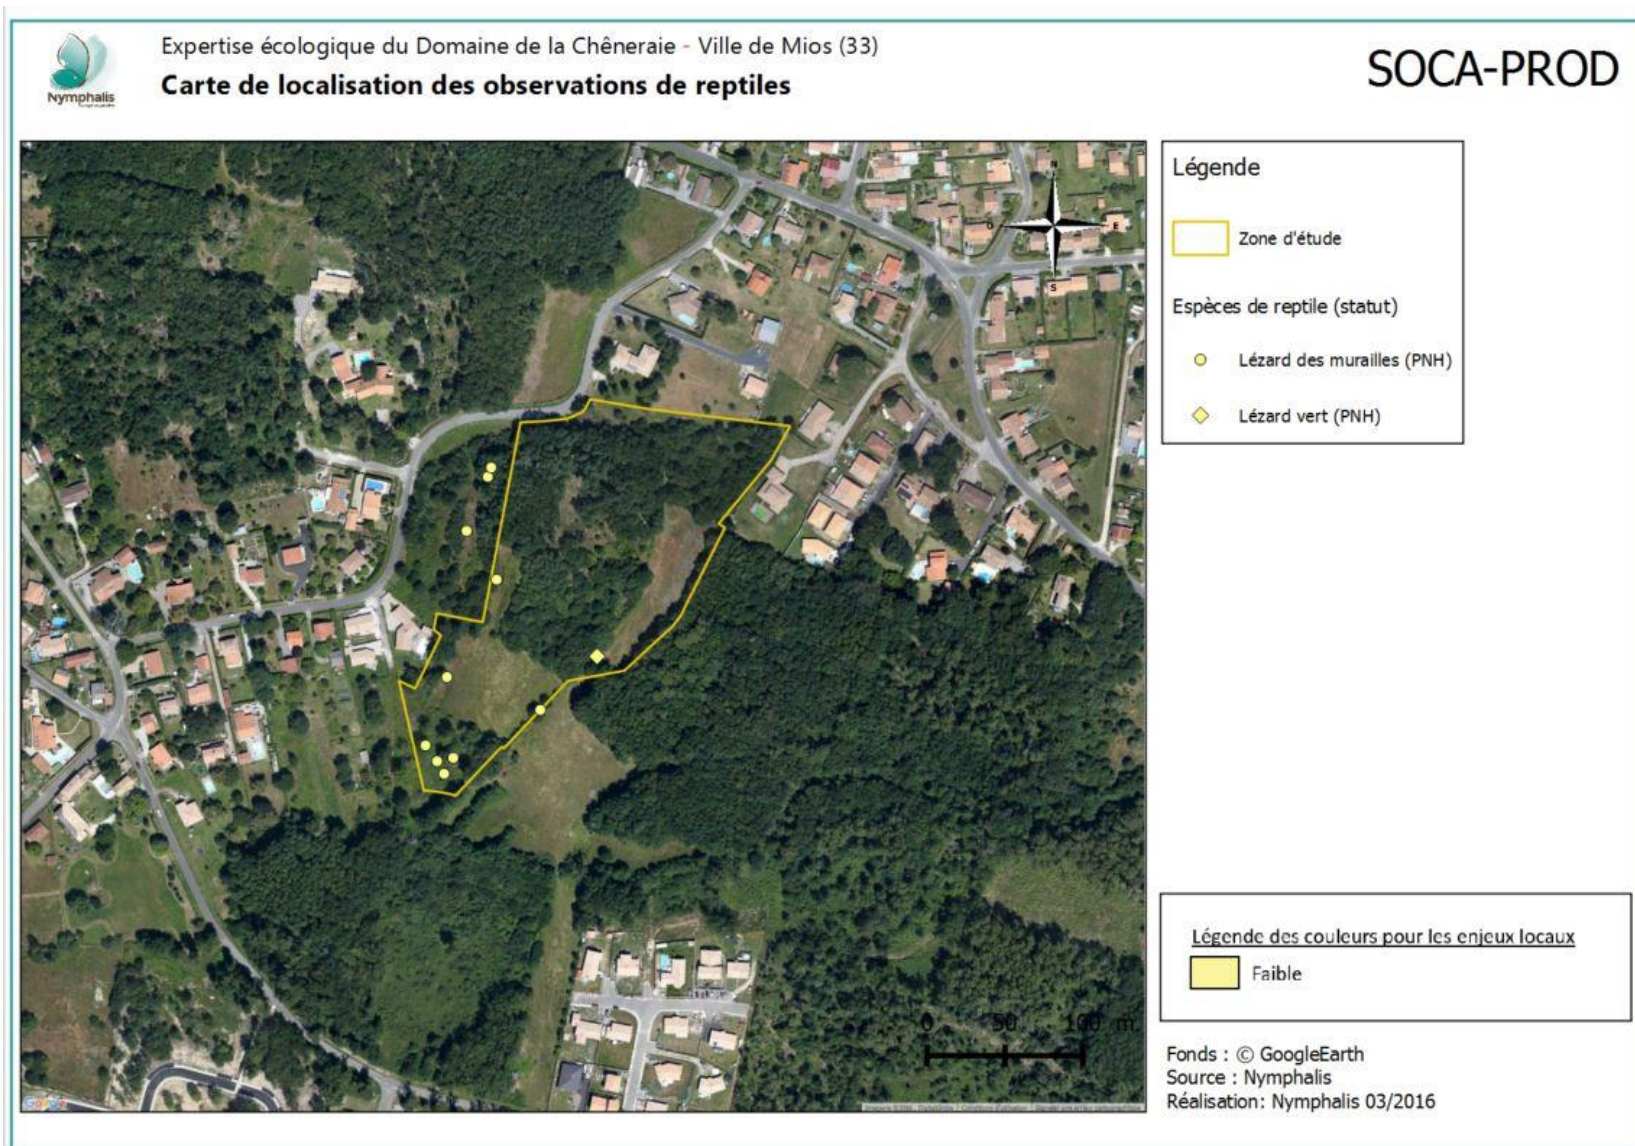 Expertise écologique du Domaine de la Chêneraie - Ville de Mios (33)
Carte de localisation des observations de reptiles
SOCA-PROD
Nymphalis
Légende
Zone d'étude
Espèces de reptile (statut)
Lézard des murailles (PNH)
Lézard vert (PNH)
N
O
E
S
0 50 100 m
Google
Légende des couleurs pour les enjeux locaux
Faible
Fonds : © GoogleEarth
Source : Nymphalis
Réalisation: Nymphalis 03/2016